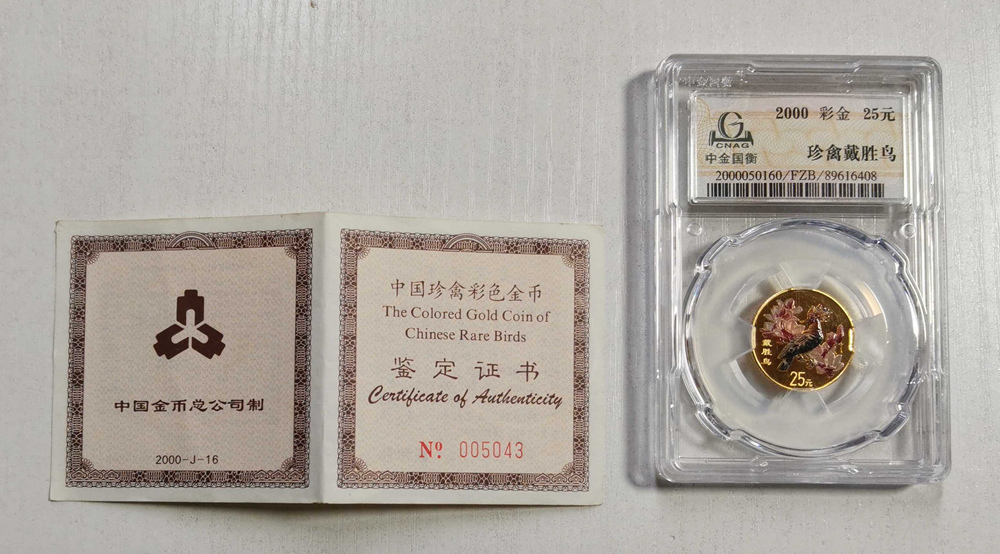 中国金币总公司制
2000-J-16
中国珍禽彩色金币
The Colored Gold Coin of
Chinese Rare Birds
鉴定证书
Certificate of Authenticity
Nº 005043
2000 彩金 25元
CNAG
中金国衡
珍禽戴胜鸟
2000050160/FZB/89616408
戴胜鸟
25元